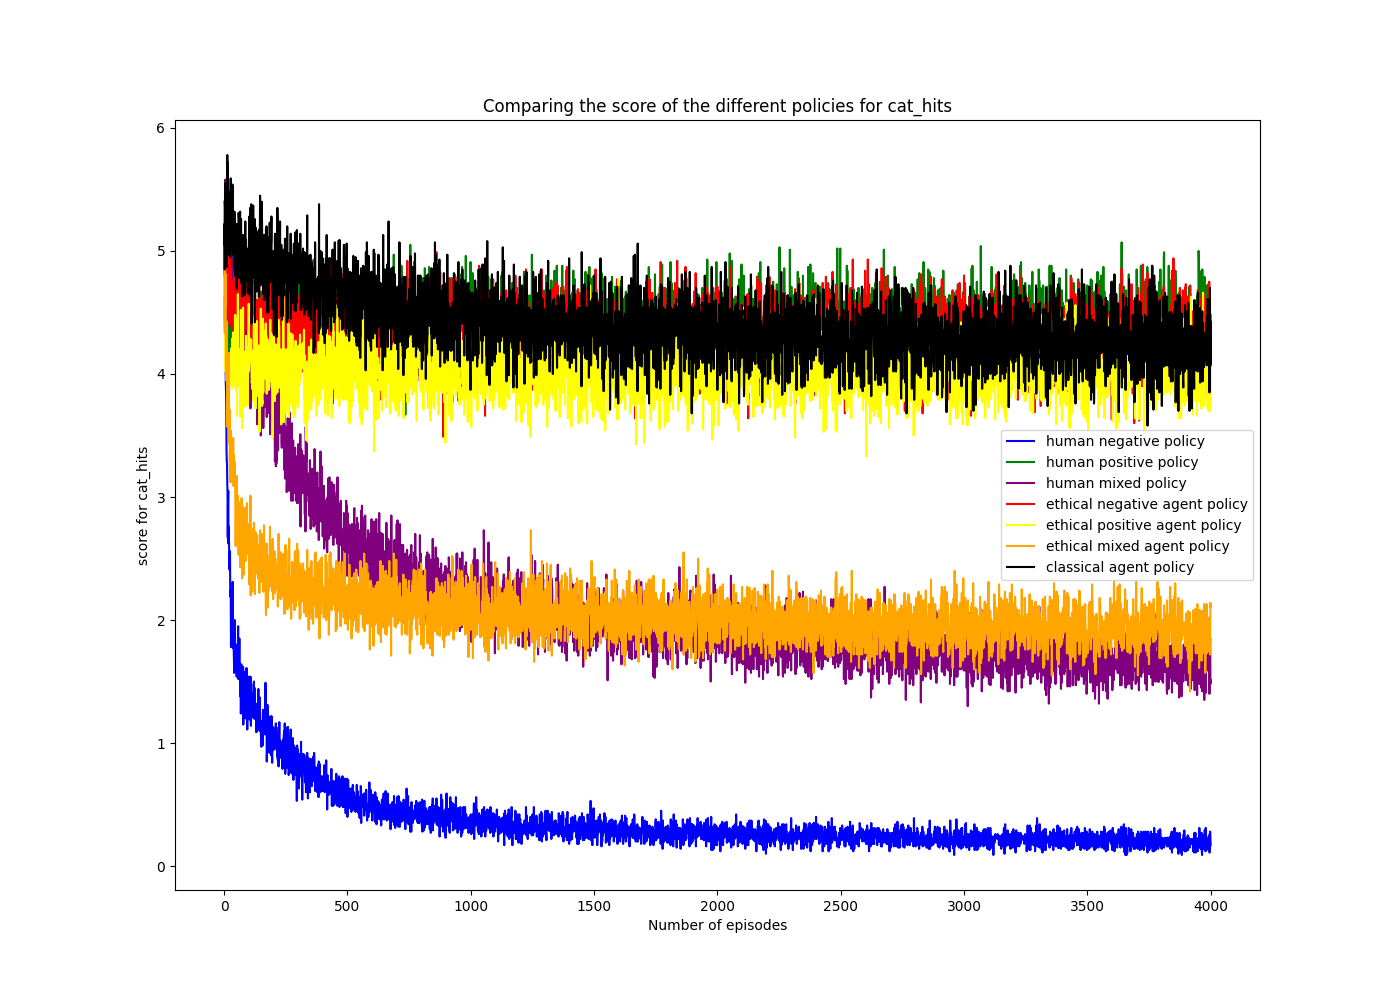 Comparing the score of the different policies for cat_hits
6
5
4
3
2
1
0
score for cat_hits
human negative policy
human positive policy
human mixed policy
ethical negative agent policy
ethical positive agent policy
ethical mixed agent policy
classical agent policy
0
500
1000
1500
2000
2500
3000
3500
4000
Number of episodes